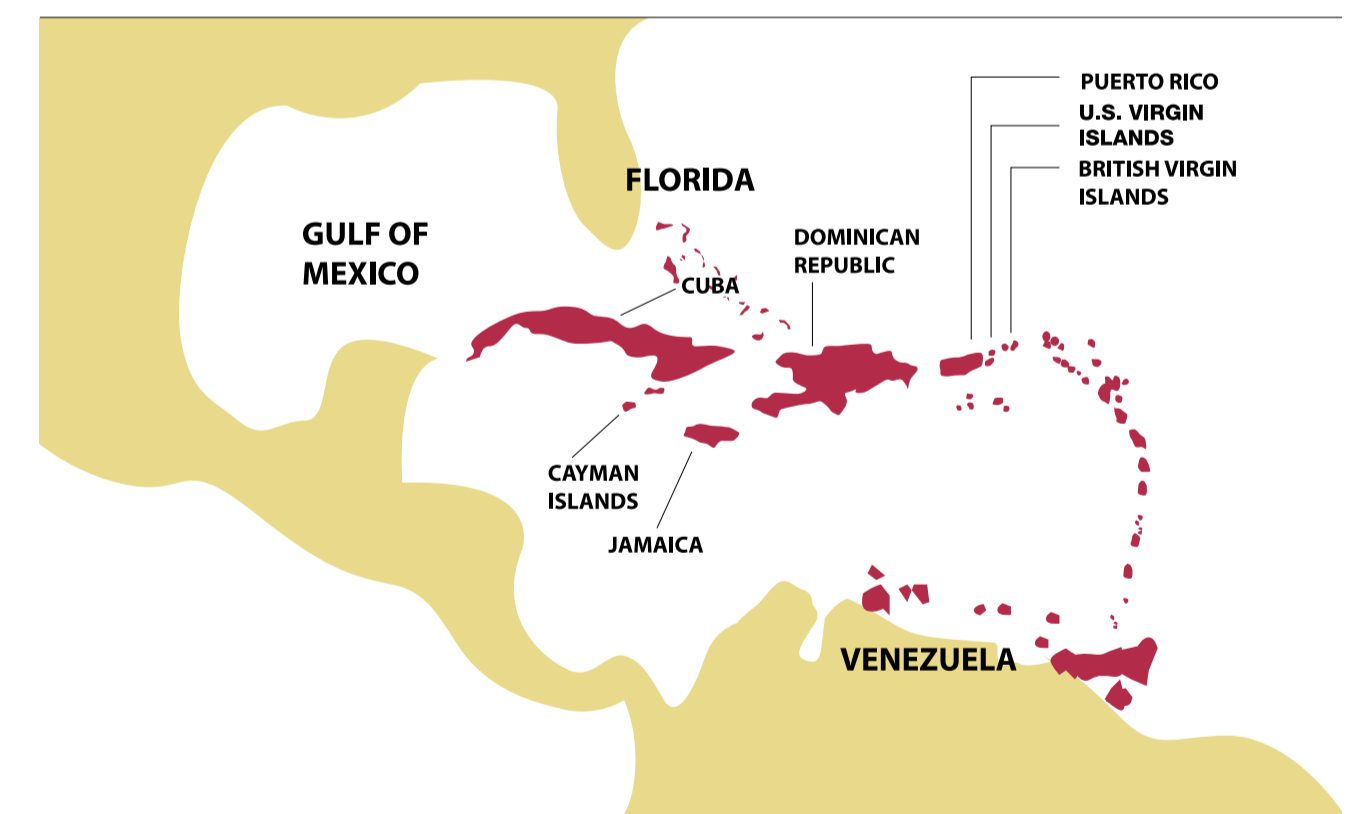 PUERTO RICO
U.S. VIRGIN
ISLANDS
BRITISH VIRGIN
ISLANDS
FLORIDA
GULF OF
MEXICO
DOMINICAN
REPUBLIC
CUBA
CAYMAN
ISLANDS
JAMAICA
VENEZUELA